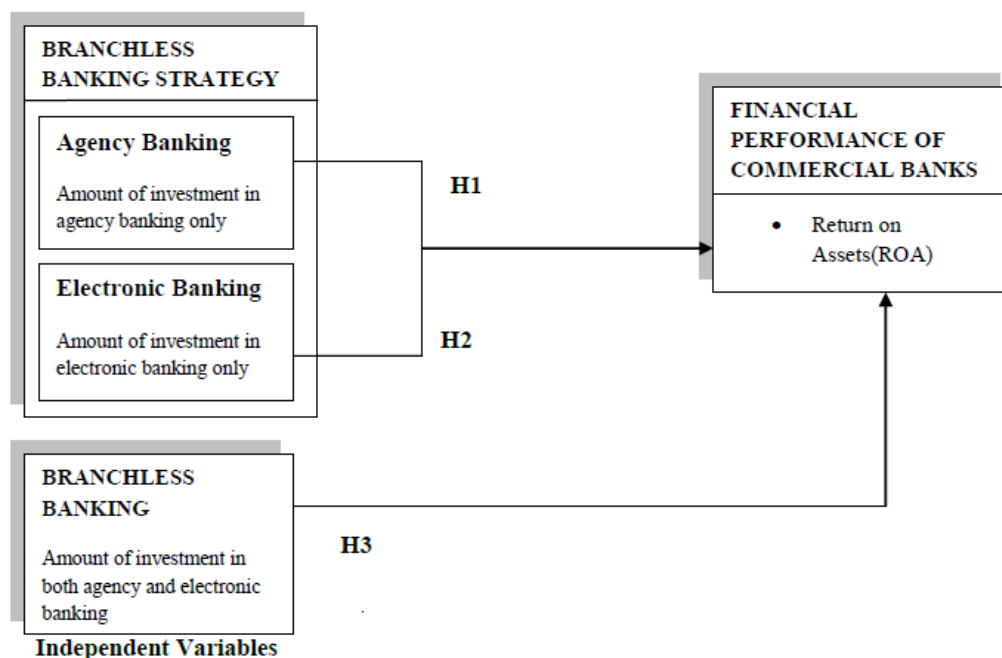 BRANCHLESS
BANKING STRATEGY
Agency Banking
Amount of investment in
agency banking only
Electronic Banking
Amount of investment in
electronic banking only
H1
H2
FINANCIAL
PERFORMANCE OF
COMMERCIAL BANKS
• Return on
Assets(ROA)
BRANCHLESS
BANKING
Amount of investment in
both agency and electronic
banking
H3
Independent Variables